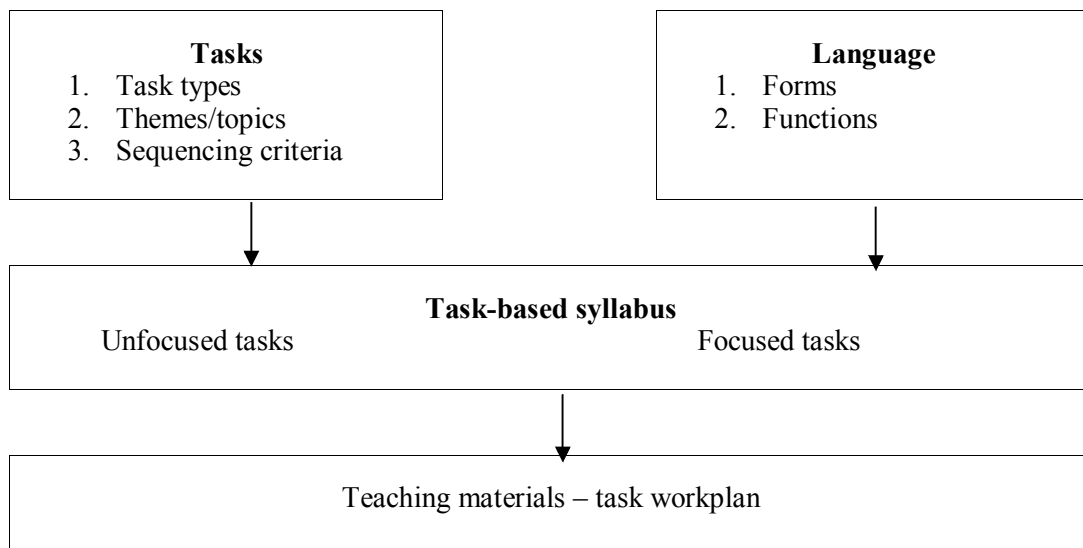 Tasks
1. Task types
2. Themes/topics
3. Sequencing criteria
Language
1. Forms
2. Functions
Task-based syllabus
Unfocused tasks
Focused tasks
Teaching materials – task workplan